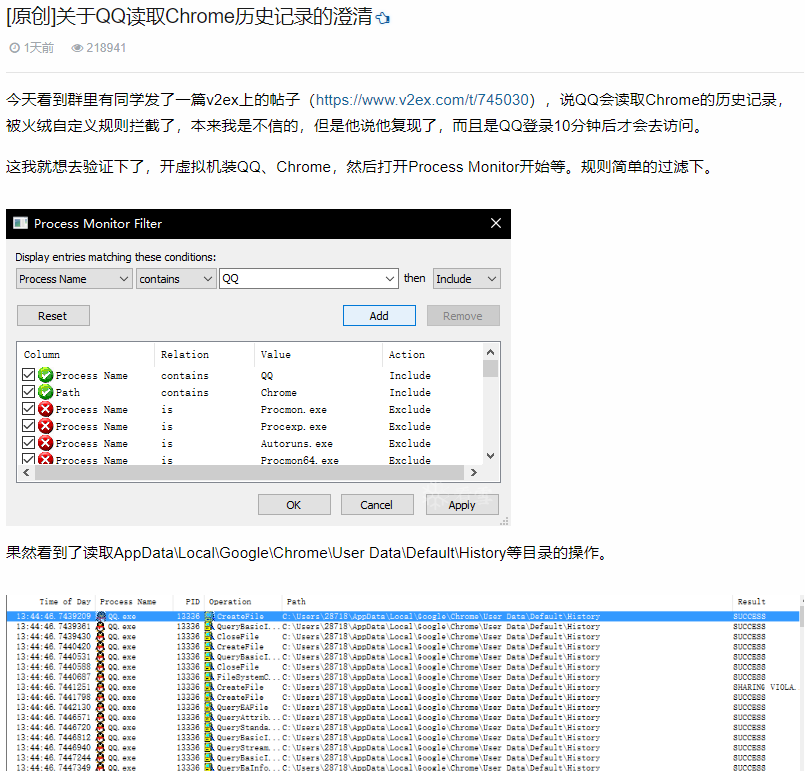 [原创]关于QQ读取Chrome历史记录的澄清
1天前 218941
今天看到群里有同学发了一篇v2ex上的帖子（https://www.v2ex.com/t/745030），说QQ会读取Chrome的历史记录，
被火绒自定义规则拦截了，本来我是不信的，但是他说他复现了，而且是QQ登录10分钟后才会去访问。
这我就想去验证下了，开虚拟机装QQ、Chrome，然后打开Process Monitor开始等。规则简单的过滤下。
Process Monitor Filter
Display entries matching these conditions:
Process Name contains QQ then Include
Reset Add Remove
Column Relation Value Action
Process Name contains QQ Include
Path contains Chrome Include
Process Name is Procmon.exe Exclude
Process Name is Procexp.exe Exclude
Process Name is Autoruns.exe Exclude
Process Name is Procmon64.exe Exclude
OK Cancel Apply
果然看到了读取AppData\Local\Google\Chrome\User Data\Default\History等目录的操作。
Time of Day Process Name PID Operation Path Result
13:44:46.7439209 QQ.exe 13336 CreateFile C:\Users\28718\AppData\Local\Google\Chrome\User Data\Default\History SUCCESS
13:44:46.7439361 QQ.exe 13336 QueryBasicI... C:\Users\28718\AppData\Local\Google\Chrome\User Data\Default\History SUCCESS
13:44:46.7439430 QQ.exe 13336 CloseFile C:\Users\28718\AppData\Local\Google\Chrome\User Data\Default\History SUCCESS
13:44:46.7440420 QQ.exe 13336 CreateFile C:\Users\28718\AppData\Local\Google\Chrome\User Data\Default\History SUCCESS
13:44:46.7440531 QQ.exe 13336 QueryBasicI... C:\Users\28718\AppData\Local\Google\Chrome\User Data\Default\History SUCCESS
13:44:46.7440588 QQ.exe 13336 CloseFile C:\Users\28718\AppData\Local\Google\Chrome\User Data\Default\History SUCCESS
13:44:46.7440687 QQ.exe 13336 FileSystemC... C:\Users\28718\AppData\Local\Google\Chrome\User Data\Default\History SUCCESS
13:44:46.7441251 QQ.exe 13336 CreateFile C:\Users\28718\AppData\Local\Google\Chrome\User Data\Default\History SHARING VIOLA.
13:44:46.7441798 QQ.exe 13336 CreateFile C:\Users\28718\AppData\Local\Google\Chrome\User Data\Default\History SUCCESS
13:44:46.7442130 QQ.exe 13336 QueryEAFile C:\Users\28718\AppData\Local\Google\Chrome\User Data\Default\History SUCCESS
13:44:46.7446571 QQ.exe 13336 QueryAttrib... C:\Users\28718\AppData\Local\Google\Chrome\User Data\Default\History SUCCESS
13:44:46.7446720 QQ.exe 13336 QueryStanda... C:\Users\28718\AppData\Local\Google\Chrome\User Data\Default\History SUCCESS
13:44:46.7446812 QQ.exe 13336 QueryBasicI... C:\Users\28718\AppData\Local\Google\Chrome\User Data\Default\History SUCCESS
13:44:46.7446940 QQ.exe 13336 QueryStream... C:\Users\28718\AppData\Local\Google\Chrome\User Data\Default\History SUCCESS
13:44:46.7447244 QQ.exe 13336 QueryBasicI... C:\Users\28718\AppData\Local\Google\Chrome\User Data\Default\History SUCCESS
13:44:46.7447349 QQ.exe 13336 QueryEaInfo... C:\Users\28718\AppData\Local\Google\Chrome\User Data\Default\History SUCCESS